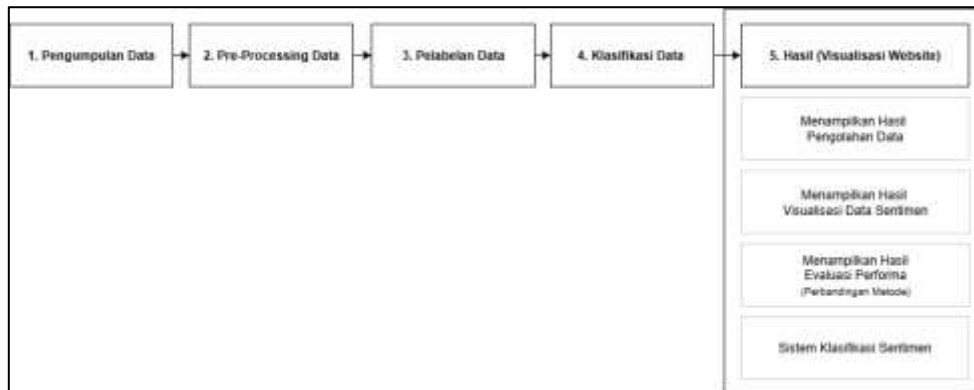 1. Pengumpulan Data
2. Pre-Processing Data
3. Pelabelan Data
4. Klasifikasi Data
5. Hasil (Visualisasi Website)
Menampilkan Hasil
Pengolahan Data
Menampilkan Hasil
Visualisasi Data Sentimen
Menampilkan Hasil
Evaluasi Performa
(Perbandingan Metode)
Sistem Klasifikasi Sentimen